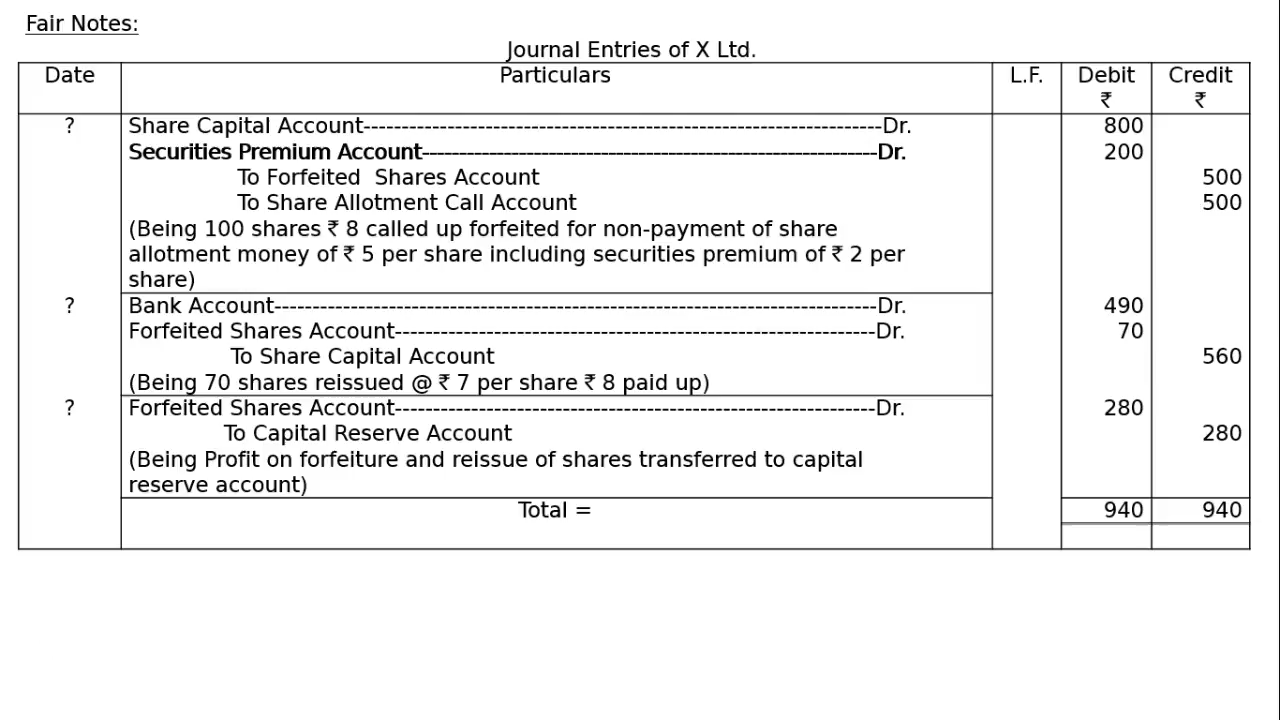 Fair Notes:
Journal Entries of X Ltd.
Date Particulars L.F. Debit Credit
₹ ₹
? Share Capital Account--------------------------------------------------------------------Dr. 800
Securities Premium Account------------------------------------------------------------Dr. 200
To Forfeited Shares Account 500
To Share Allotment Call Account 500
(Being 100 shares ₹ 8 called up forfeited for non-payment of share
allotment money of ₹ 5 per share including securities premium of ₹ 2 per
share)
? Bank Account-------------------------------------------------------------------------------Dr. 490
Forfeited Shares Account---------------------------------------------------------------Dr. 70
To Share Capital Account 560
(Being 70 shares reissued @ ₹ 7 per share ₹ 8 paid up)
? Forfeited Shares Account---------------------------------------------------------------Dr. 280
To Capital Reserve Account 280
(Being Profit on forfeiture and reissue of shares transferred to capital
reserve account)
Total = 940 940